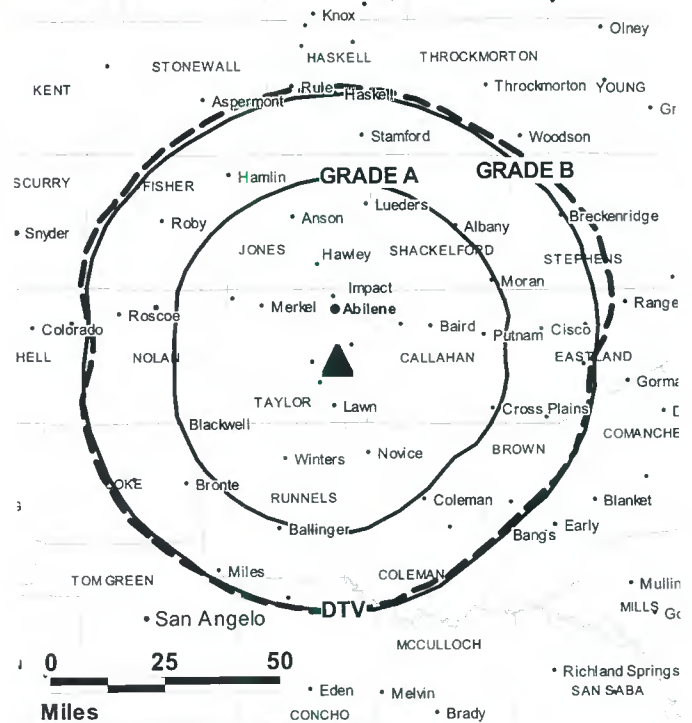 Knox
Olney
HASKELL
THROCKMORTON
STONEWALL
KENT
Rule
Haskell
Throckmorton
YOUNG
Aspermont
Stamford
Woodson
Hamlin
GRADE A
GRADE B
SCURRY
FISHER
Lueders
Roby
Anson
Albany
Breckenridge
Snyder
JONES
Hawley
SHACKELFORD
STEPHENS
Moran
Impact
Merkel
Abilene
Range
Roscoe
Colorado
Baird
Putnam
Cisco
HELL
NOLAN
CALLAHAN
EASTLAND
Gorma
TAYLOR
Lawn
Cross Plains
Blackwell
COMANCHE
BROWN
Winters
Novice
COKE
Bronte
RUNNELS
Coleman
Blanket
Ballinger
Bangs
Early
Miles
COLEMAN
TOM GREEN
DTV
Mullin
MILLS
San Angelo
MCCULLOCH
0 25 50
Richland Springs
Eden
Melvin
SAN SABA
Miles
CONCHO
Brady